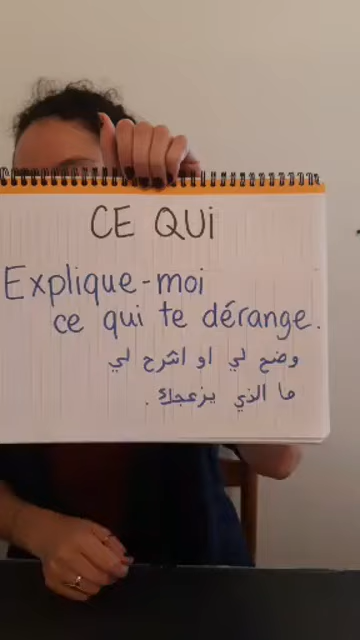 CE QUi
Explique-moi
ce qui te dérange.
وضح لي او اشرح لي
ما الذي يزعجك .